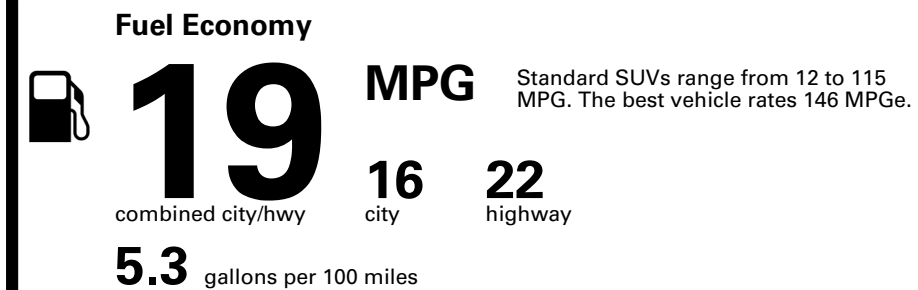 Fuel Economy
19 MPG
Standard SUVs range from 12 to 115
MPG. The best vehicle rates 146 MPGe.
16 22
combined city/hwy city highway
5.3 gallons per 100 miles